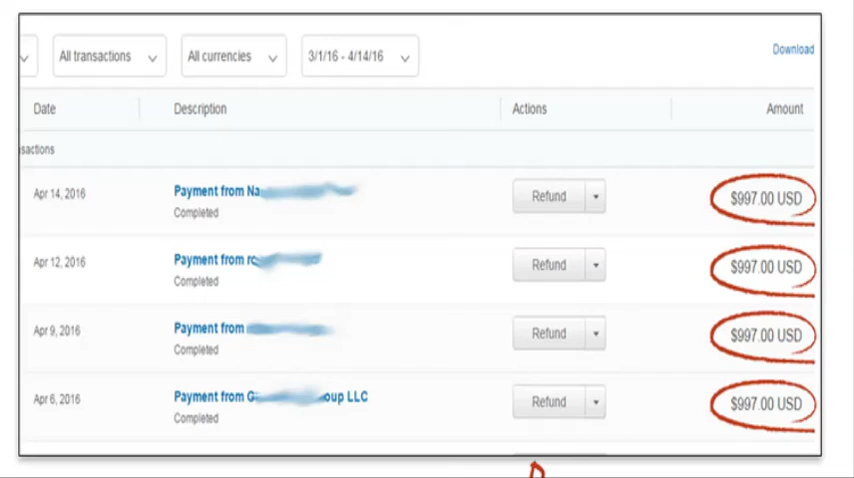 All transactions All currencies 3/1/16 - 4/14/16 Download
Date Description Actions Amount
sactions
Apr 14, 2016 Payment from Na Refund $997.00 USD
Completed
Apr 12, 2016 Payment from ro Refund $997.00 USD
Completed
Apr 9, 2016 Payment from Refund $997.00 USD
Completed
Apr 6, 2016 Payment from G oup LLC Refund $997.00 USD
Completed